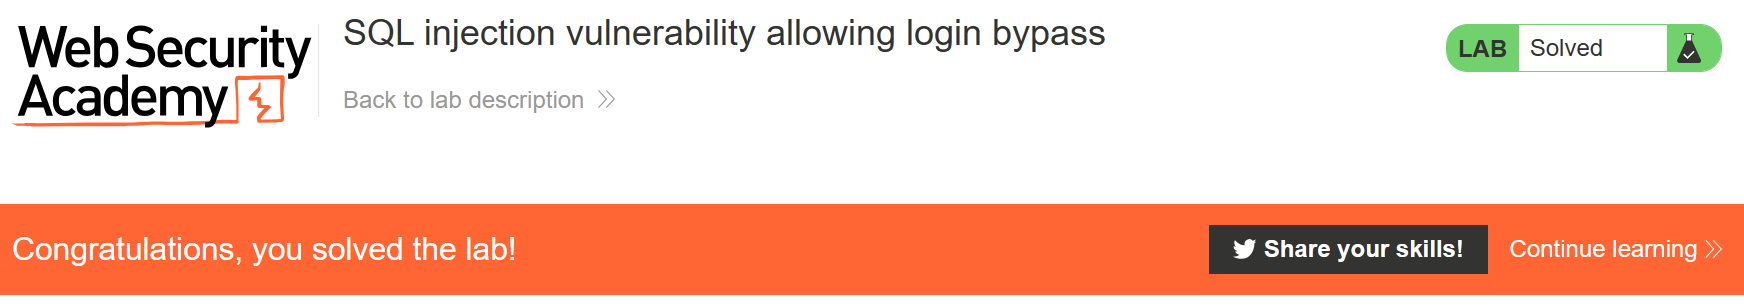 Web Security
Academy
SQL injection vulnerability allowing login bypass
Back to lab description
LAB Solved
Congratulations, you solved the lab!
Share your skills!
Continue learning